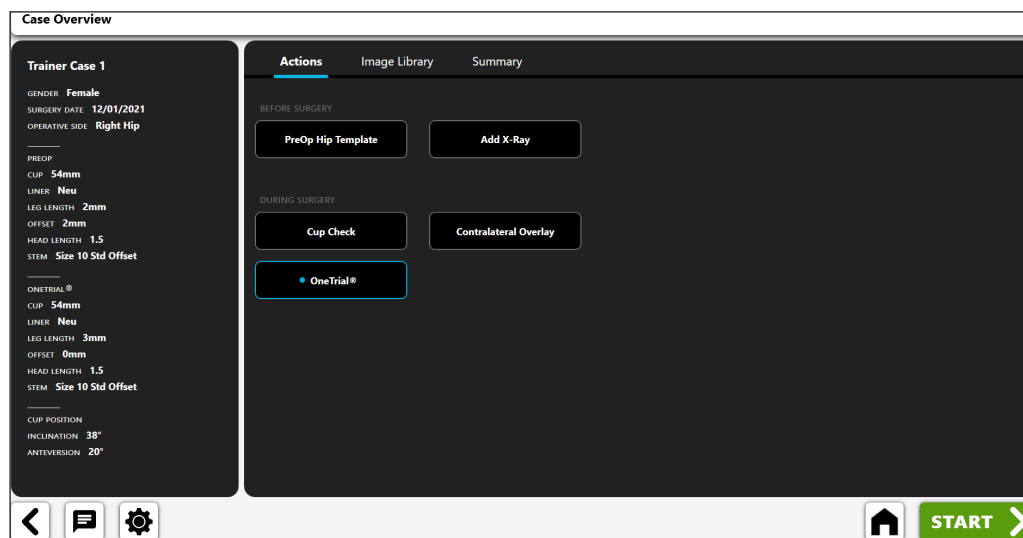 Case Overview
Trainer Case 1
GENDER Female
SURGERY DATE 12/01/2021
OPERATIVE SIDE Right Hip
PREOP
CUP 54mm
LINER Neu
LEG LENGTH 2mm
OFFSET 2mm
HEAD LENGTH 1.5
STEM Size 10 Std Offset
ONETRIAL®
CUP 54mm
LINER Neu
LEG LENGTH 3mm
OFFSET 0mm
HEAD LENGTH 1.5
STEM Size 10 Std Offset
CUP POSITION
INCLINATION 38°
ANTEVERSION 20°
Actions Image Library Summary
BEFORE SURGERY
PreOp Hip Template Add X-Ray
DURING SURGERY
Cup Check Contralateral Overlay
OneTrial®
START